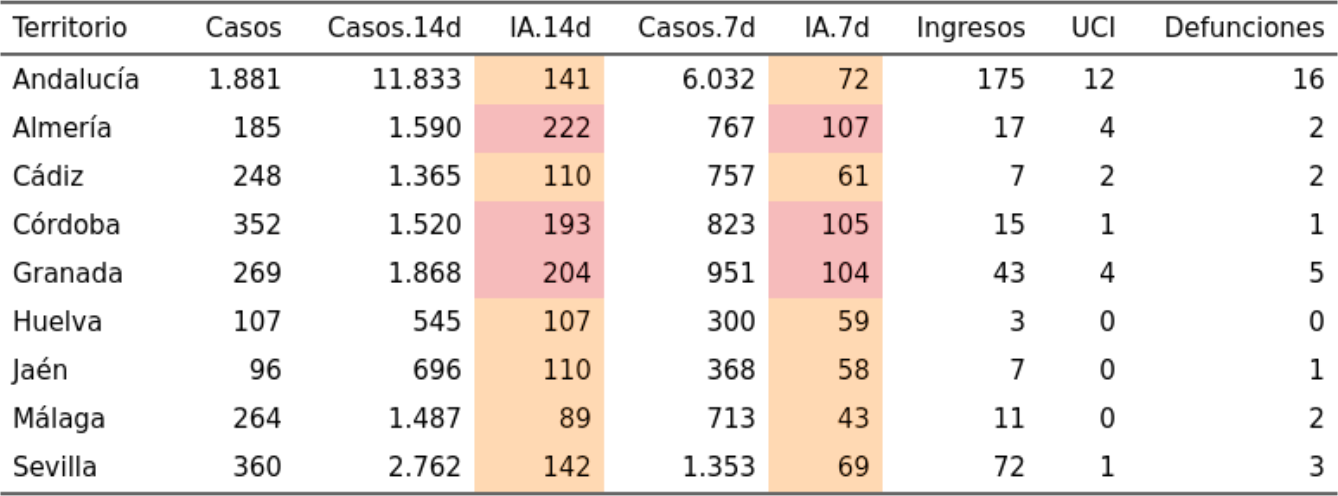 Territorio Casos Casos.14d IA.14d Casos.7d IA.7d Ingresos UCI Defunciones
Andalucía 1.881 11.833 141 6.032 72 175 12 16
Almería 185 1.590 222 767 107 17 4 2
Cádiz 248 1.365 110 757 61 7 2 2
Córdoba 352 1.520 193 823 105 15 1 1
Granada 269 1.868 204 951 104 43 4 5
Huelva 107 545 107 300 59 3 0 0
Jaén 96 696 110 368 58 7 0 1
Málaga 264 1.487 89 713 43 11 0 2
Sevilla 360 2.762 142 1.353 69 72 1 3